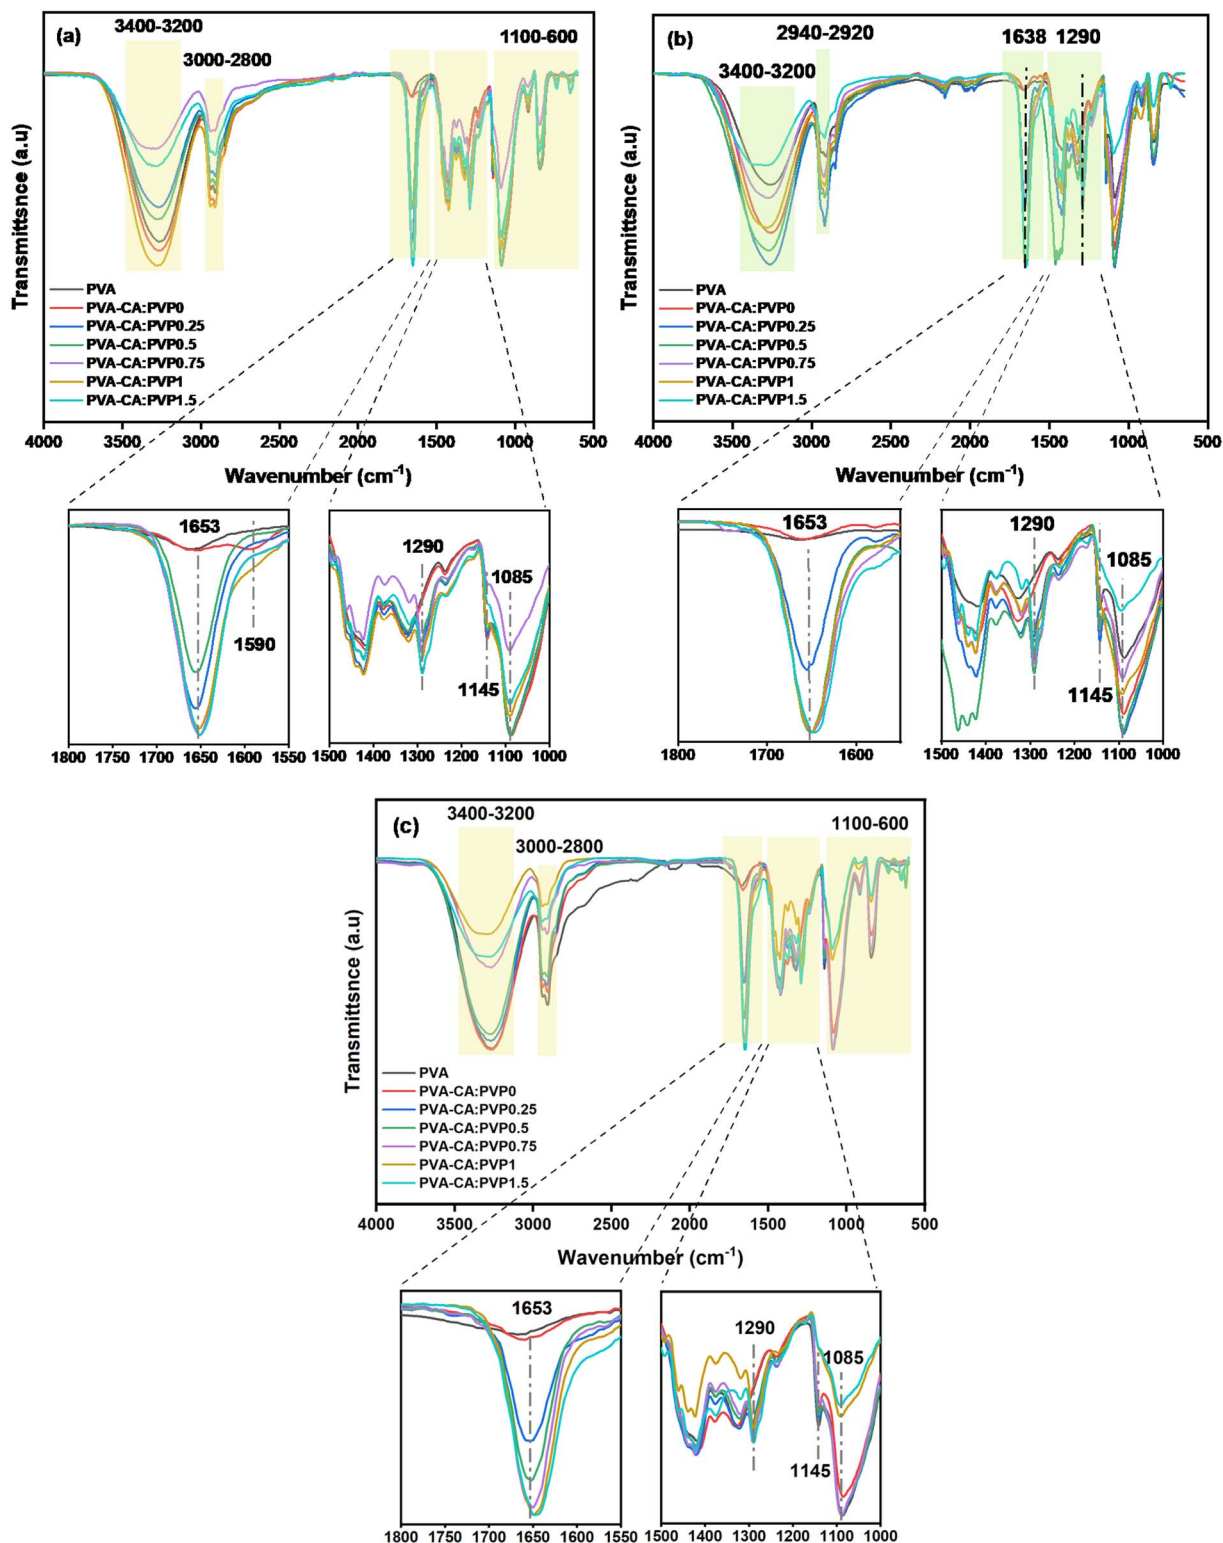 (a)
3400-3200
3000-2800
1100-600
Transmittsnce (a.u)
PVA
PVA-CA:PVP0
PVA-CA:PVP0.25
PVA-CA:PVP0.5
PVA-CA:PVP0.75
PVA-CA:PVP1
PVA-CA:PVP1.5
4000 3500 3000 2500 2000 1500 1000 500
Wavenumber (cm-1)
1653
1590
1800 1750 1700 1650 1600 1550
1290
1085
1145
1500 1400 1300 1200 1100 1000
(b)
2940-2920
3400-3200
1638 1290
Transmittsnce (a.u)
PVA
PVA-CA:PVP0
PVA-CA:PVP0.25
PVA-CA:PVP0.5
PVA-CA:PVP0.75
PVA-CA:PVP1
PVA-CA:PVP1.5
4000 3500 3000 2500 2000 1500 1000 500
Wavenumber (cm-1)
1653
1800 1700 1600
1290
1085
1145
1500 1400 1300 1200 1100 1000
(c)
3400-3200
3000-2800
1100-600
Transmittsnce (a.u)
PVA
PVA-CA:PVP0
PVA-CA:PVP0.25
PVA-CA:PVP0.5
PVA-CA:PVP0.75
PVA-CA:PVP1
PVA-CA:PVP1.5
4000 3500 3000 2500 2000 1500 1000 500
Wavenumber (cm-1)
1653
1800 1750 1700 1650 1600 1550
1290
1085
1145
1500 1400 1300 1200 1100 1000